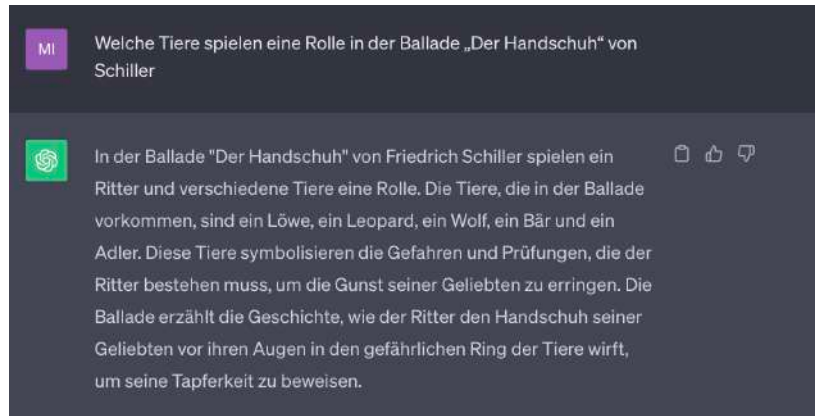 MI
Welche Tiere spielen eine Rolle in der Ballade „Der Handschuh“ von
Schiller
In der Ballade "Der Handschuh" von Friedrich Schiller spielen ein
Ritter und verschiedene Tiere eine Rolle. Die Tiere, die in der Ballade
vorkommen, sind ein Löwe, ein Leopard, ein Wolf, ein Bär und ein
Adler. Diese Tiere symbolisieren die Gefahren und Prüfungen, die der
Ritter bestehen muss, um die Gunst seiner Geliebten zu erringen. Die
Ballade erzählt die Geschichte, wie der Ritter den Handschuh seiner
Geliebten vor ihren Augen in den gefährlichen Ring der Tiere wirft,
um seine Tapferkeit zu beweisen.